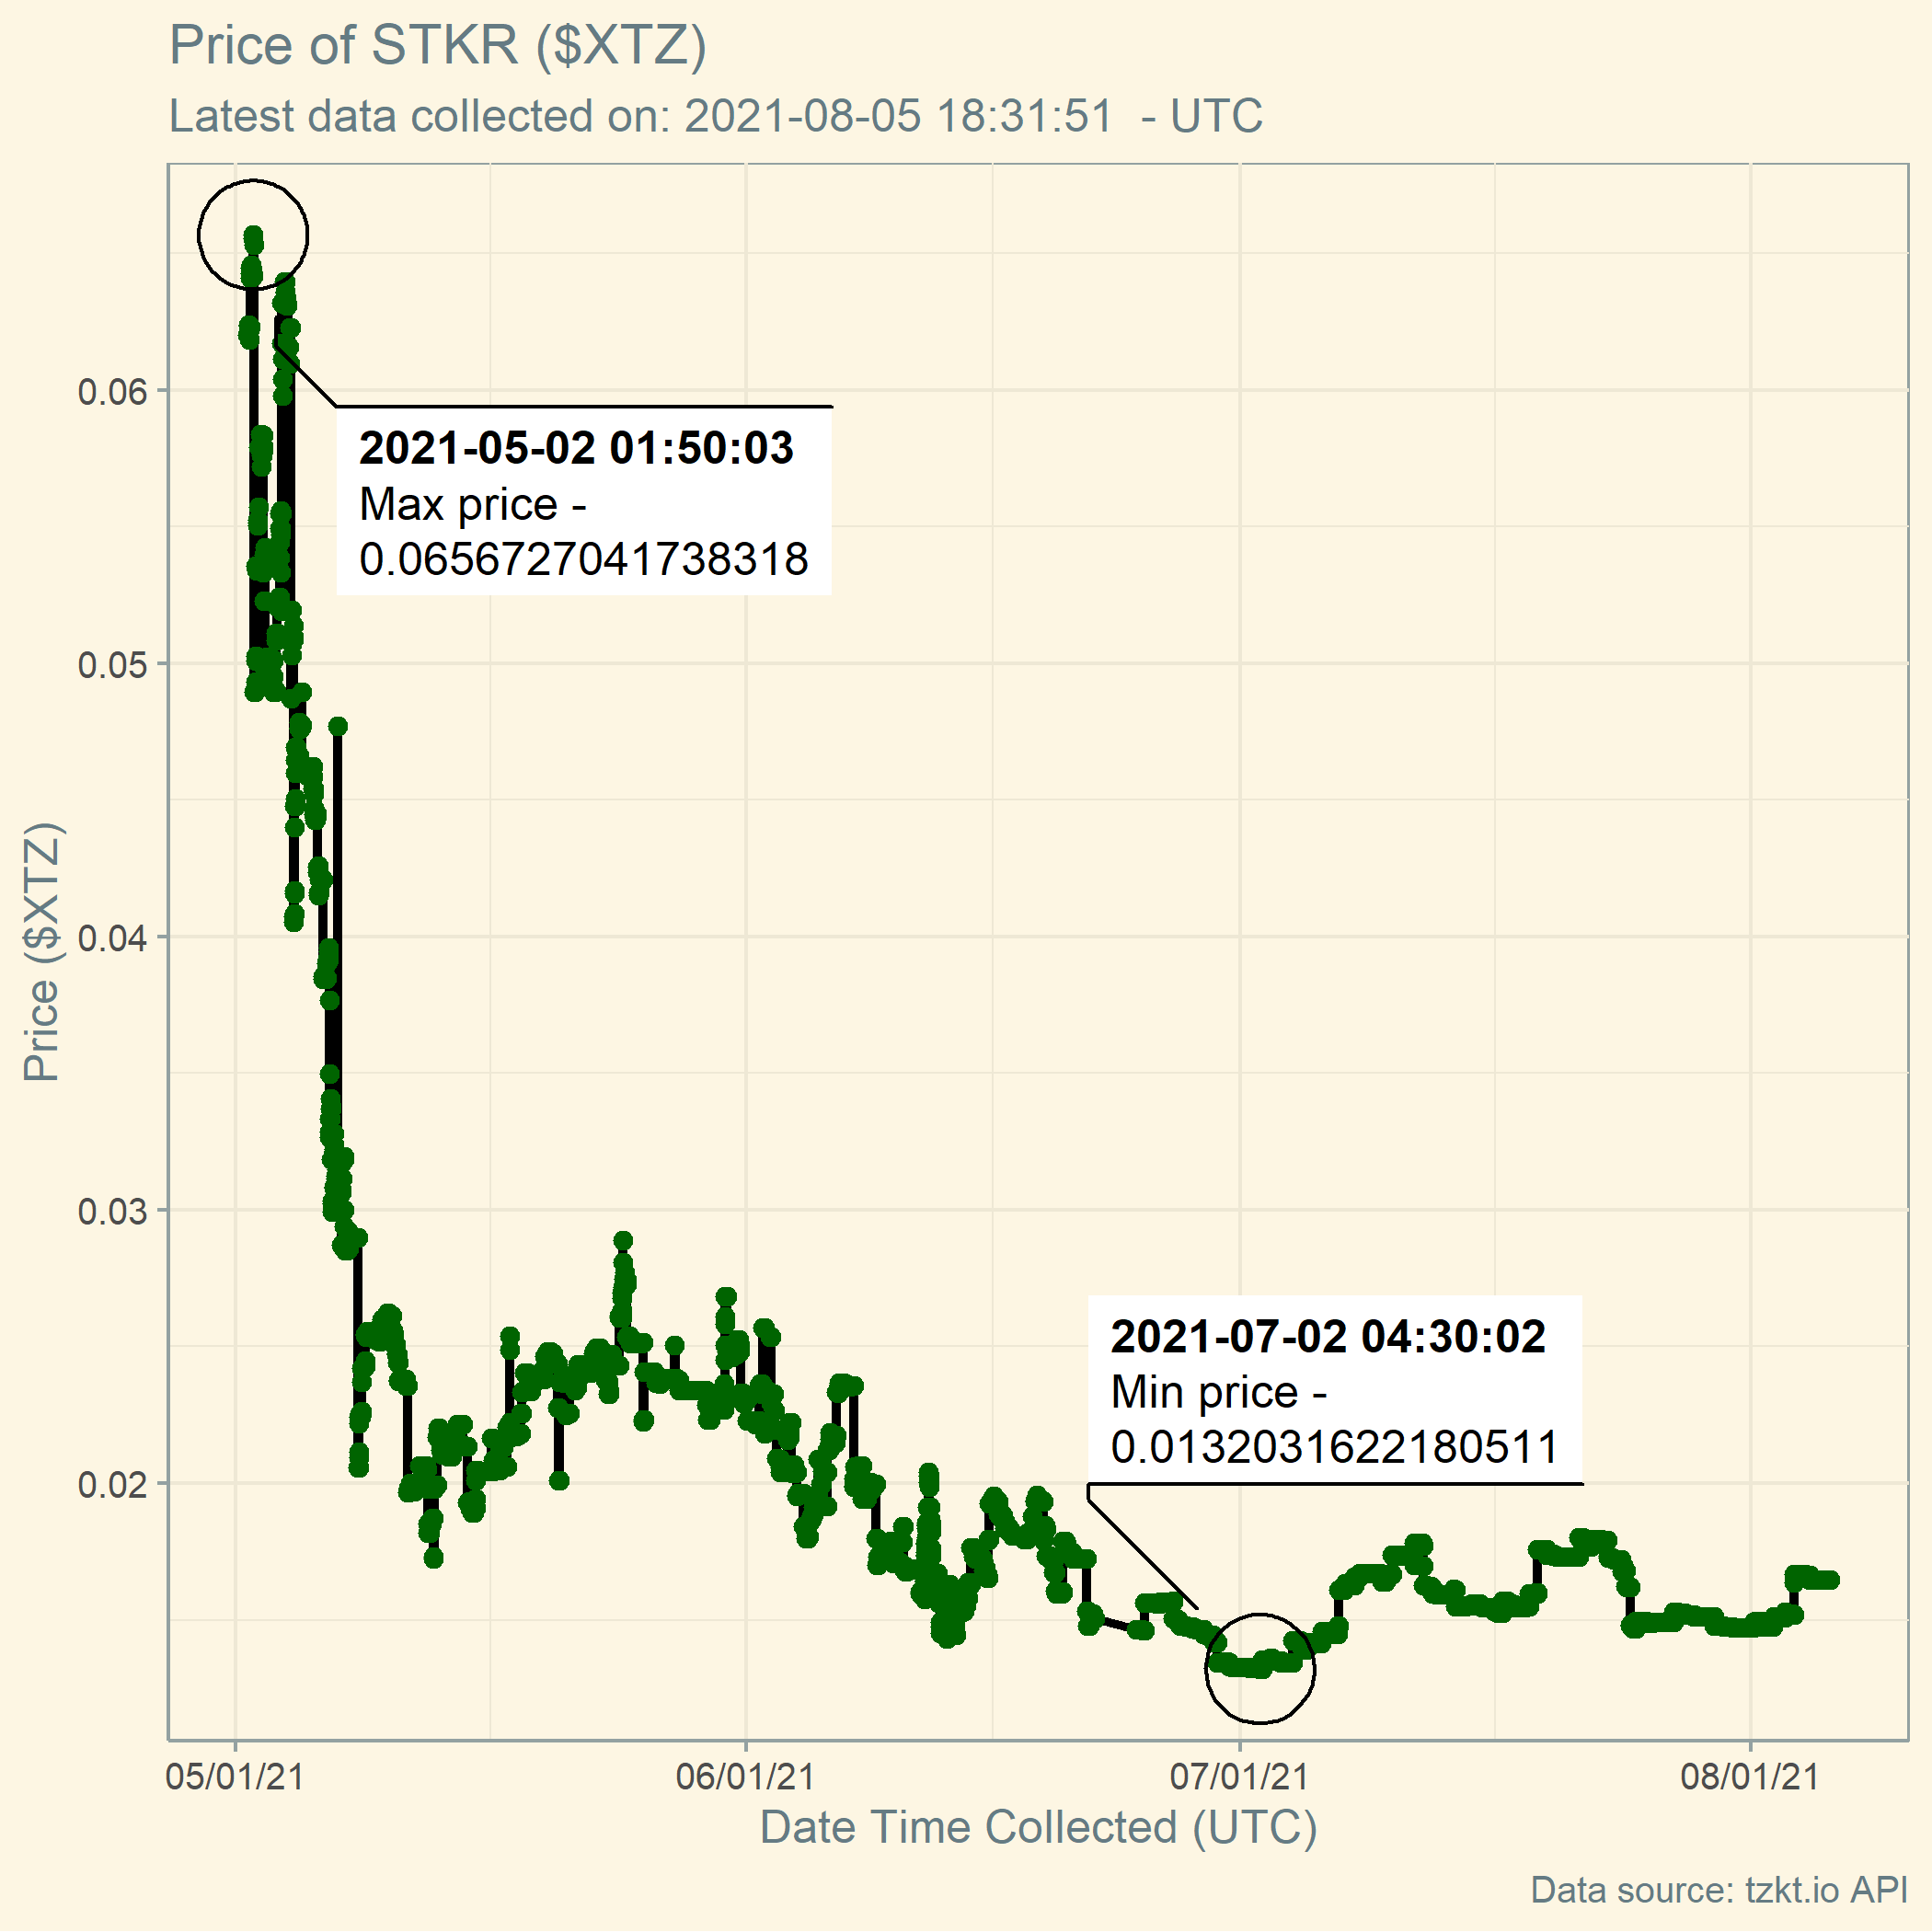 Price of STKR ($XTZ)
Latest data collected on: 2021-08-05 18:31:51  - UTC
Price ($XTZ)
0.06
0.05
0.04
0.03
0.02
2021-05-02 01:50:03
Max price -
0.0656727041738318
2021-07-02 04:30:02
Min price -
0.01320316221805​11
05/01/21
06/01/21
07/01/21
08/01/21
Date Time Collected (UTC)
Data source: tzkt.io API